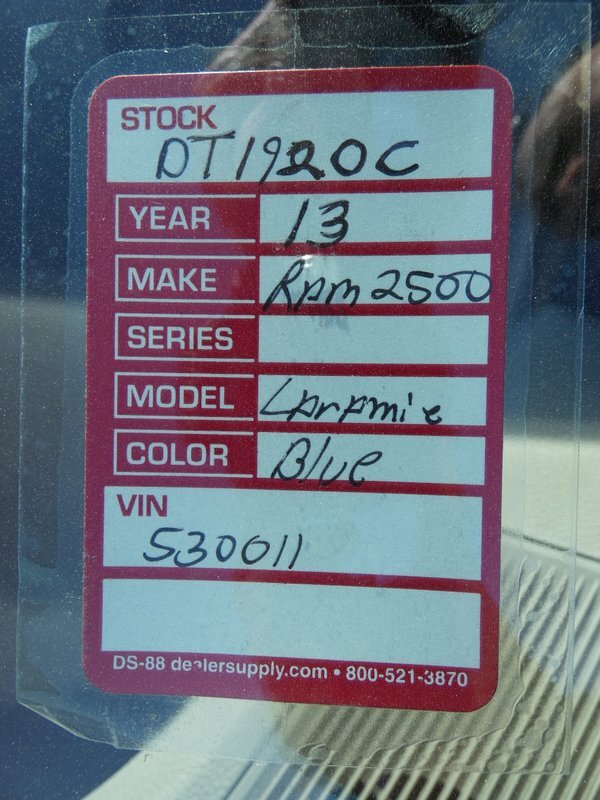 STOCK
DT1920C
YEAR 13
MAKE RAM 2500
SERIES
MODEL LARAMiE
COLOR Blue
VIN
530011
DS-88 dealersupply.com • 800-521-3870